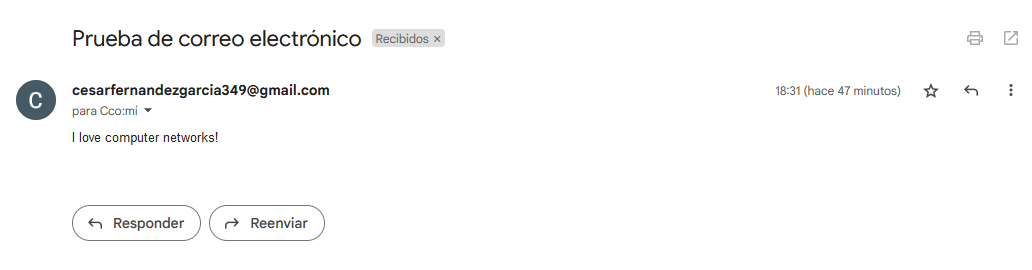 Prueba de correo electrónico Recibidos ×
C cesarfernandezgarcia349@gmail.com 18:31 (hace 47 minutos)
para Cco:mí
I love computer networks!
Responder Reenviar